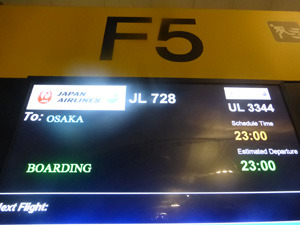 F5
JAPAN AIRLINES JL 728 UL 3344
To: OSAKA
Schedule Time
23:00
Estimated Departure
BOARDING 23:00
Next Flight: